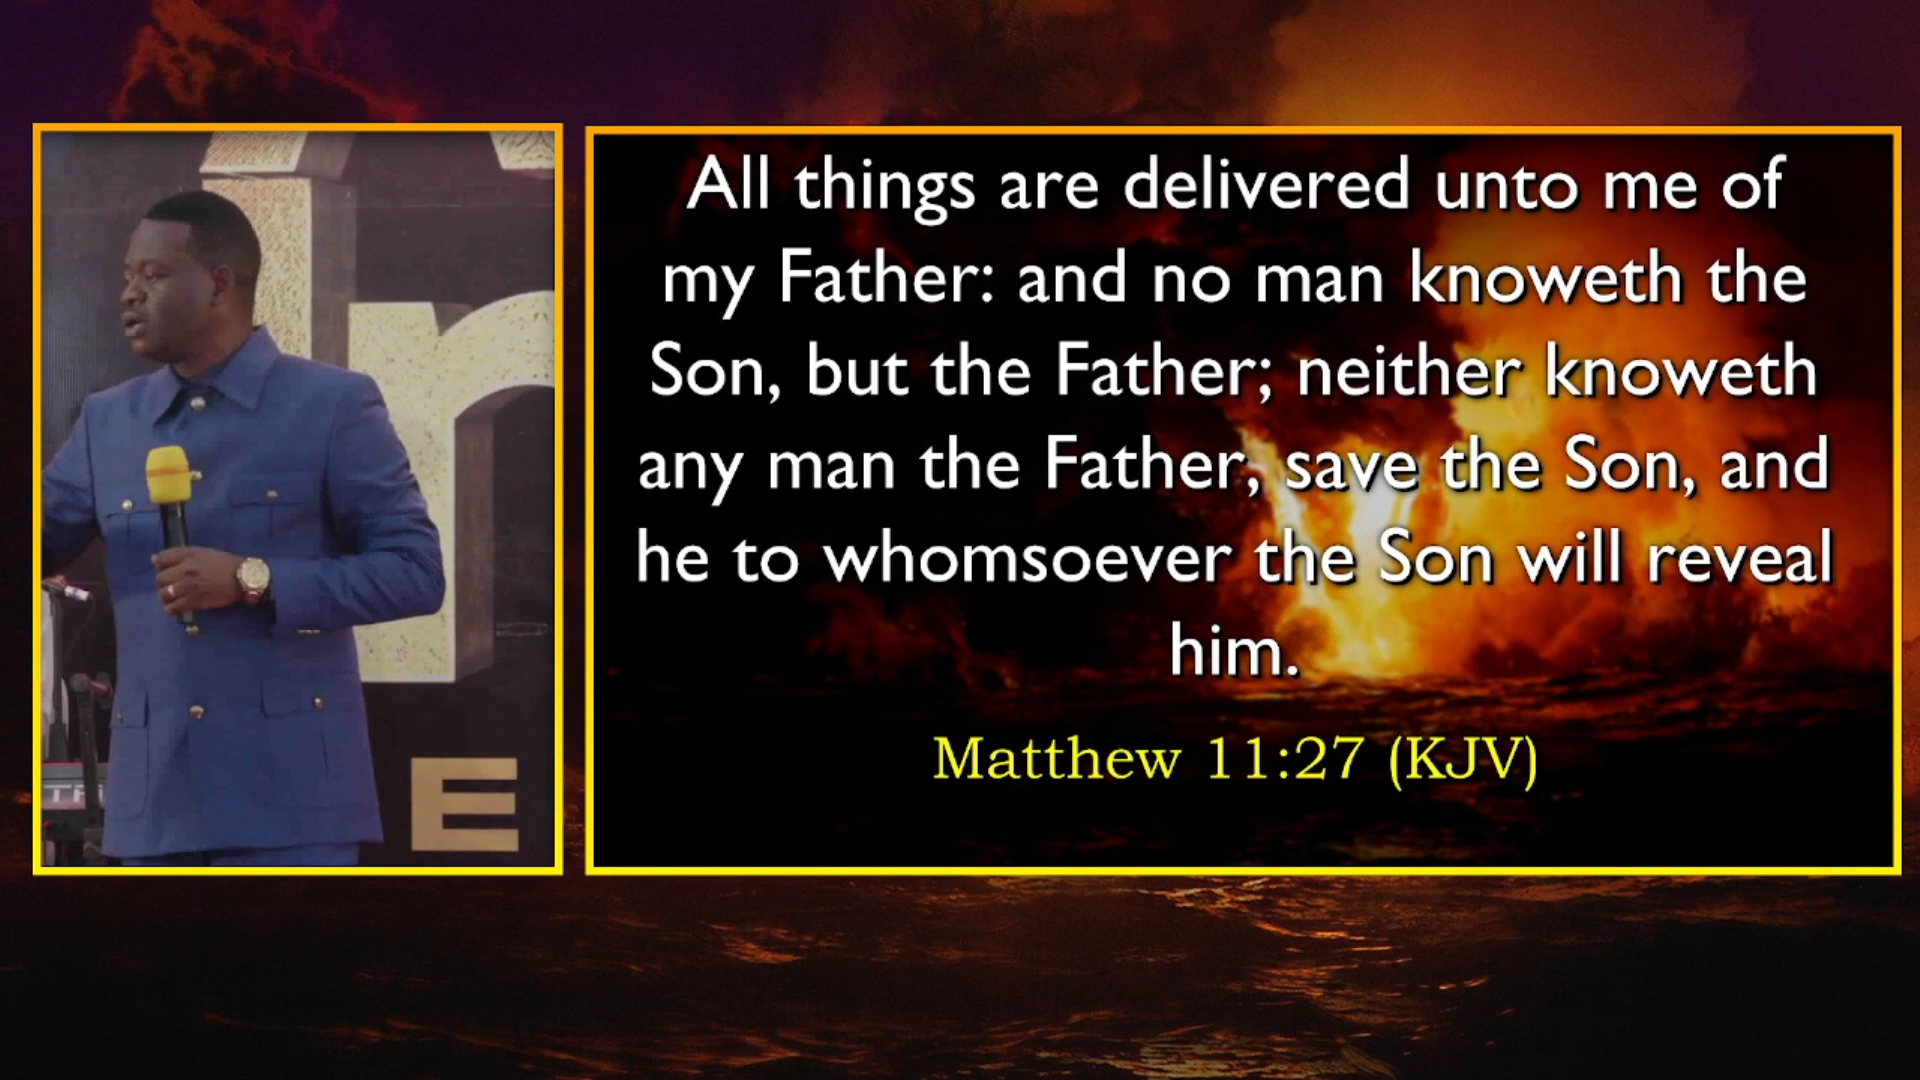 All things are delivered unto me of
my Father: and no man knoweth the
Son, but the Father; neither knoweth
any man the Father, save the Son, and
he to whomsoever the Son will reveal
him.
Matthew 11:27 (KJV)
E